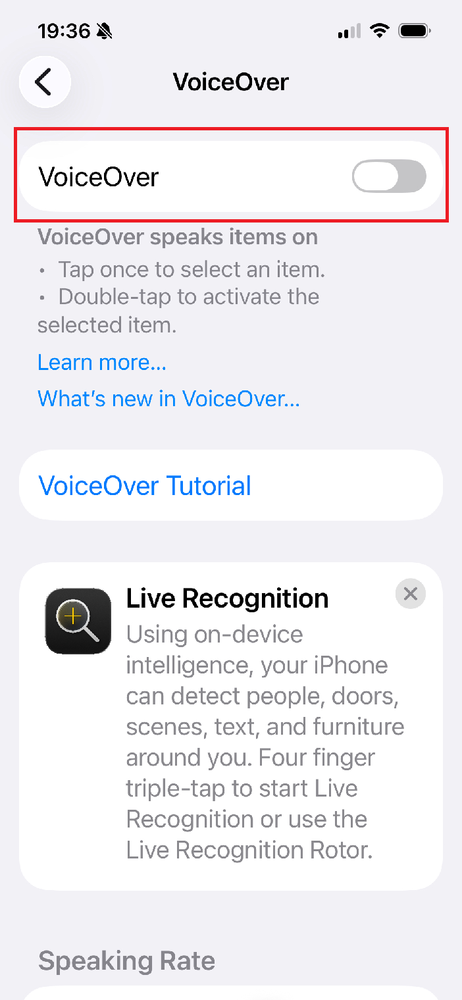 19:36
VoiceOver
VoiceOver
VoiceOver speaks items on
• Tap once to select an item.
• Double-tap to activate the
selected item.
Learn more...
What's new in VoiceOver...
VoiceOver Tutorial
Live Recognition
Using on-device
intelligence, your iPhone
can detect people, doors,
scenes, text, and furniture
around you. Four finger
triple-tap to start Live
Recognition or use the
Live Recognition Rotor.
Speaking Rate